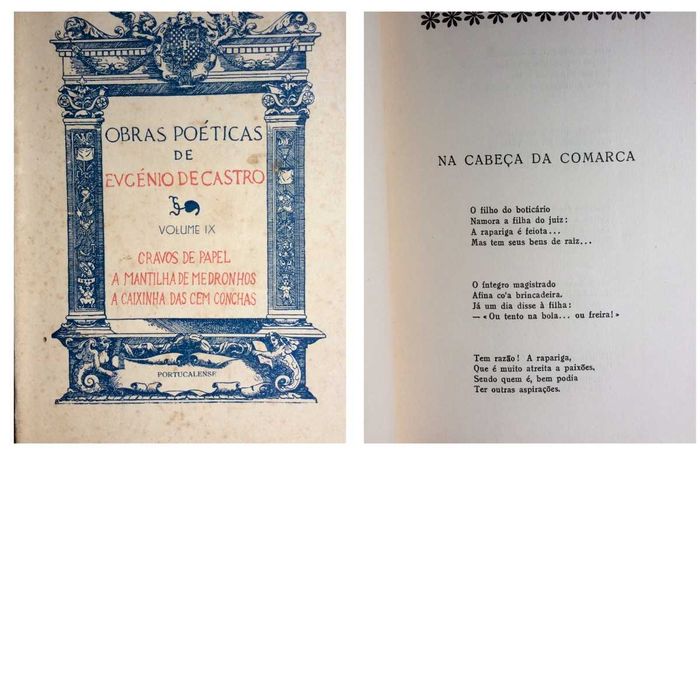 OBRAS POÉTICAS
DE
EVGÉNIO DE CASTRO
VOLUME IX
CRAVOS DE PAPEL
A MANTILHA DE MEDRONHOS
A CAIXINHA DAS CEM CONCHAS
PORTUCALENSE
NA CABEÇA DA COMARCA
O filho do boticário
Namora a filha do juiz:
A rapariga é feiota...
Mas tem seus bens de raiz...
O íntegro magistrado
Afina co'a brincadeira.
Já um dia disse à filha:
— «Ou tento na bola... ou freira!»
Tem razão! A rapariga,
Que é muito atreita a paixões,
Sendo quem é, bem podia
Ter outras aspirações.